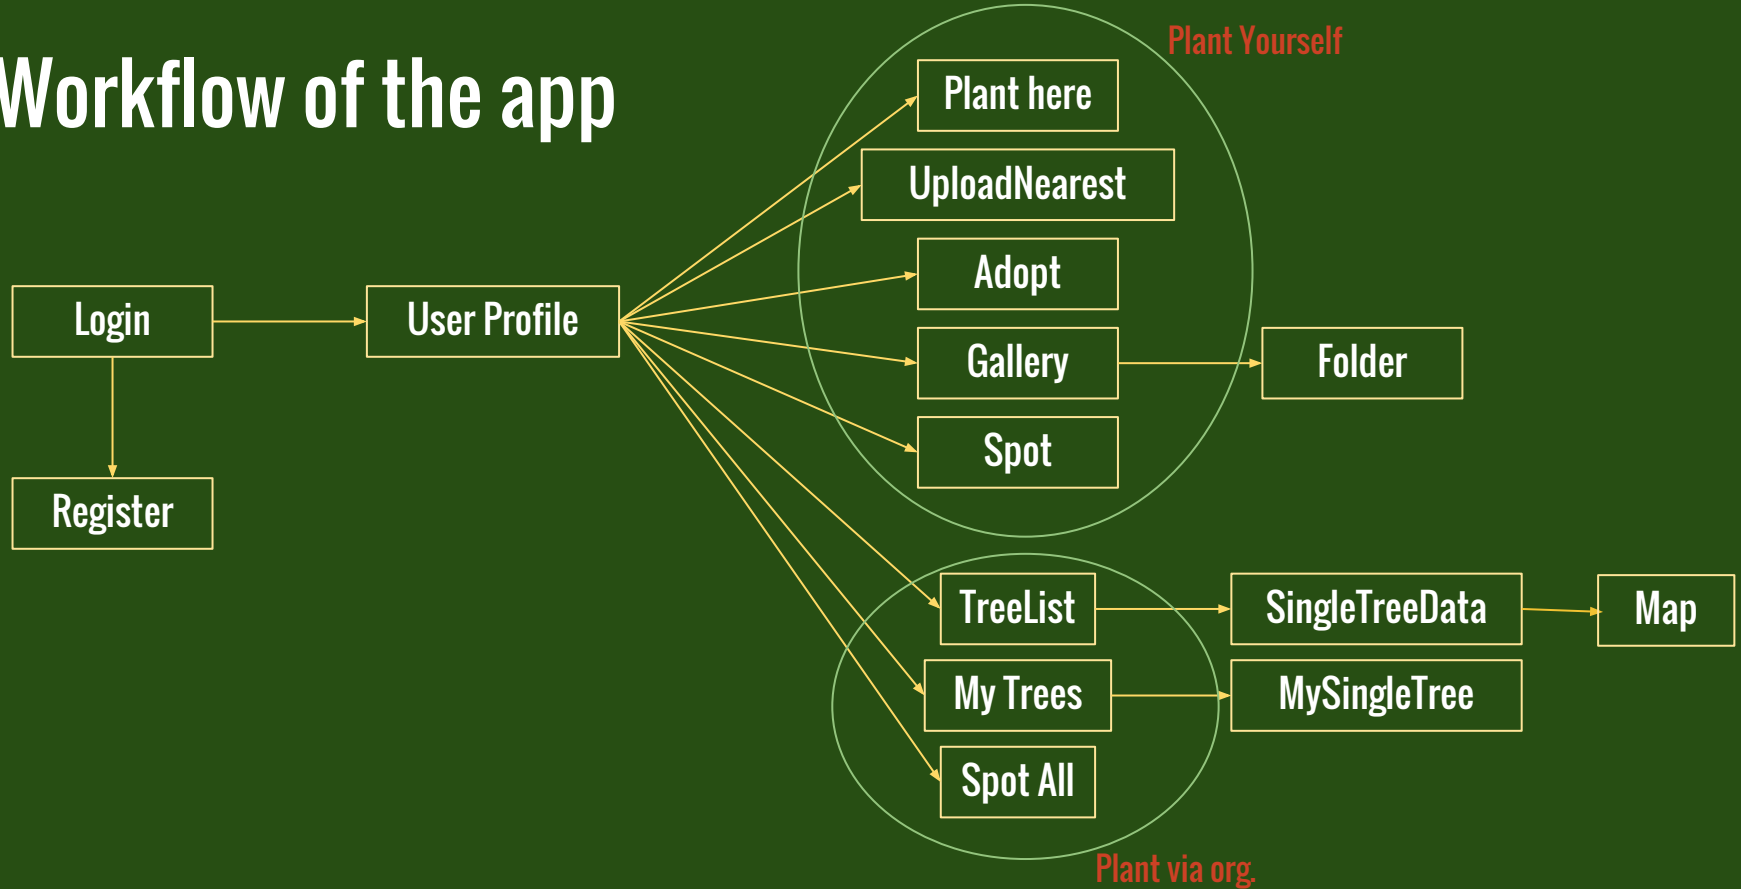 Workflow of the app
Plant Yourself
Plant here
UploadNearest
Adopt
Login
User Profile
Gallery
Folder
Spot
Register
TreeList
SingleTreeData
Map
My Trees
MySingleTree
Spot All
Plant via org.